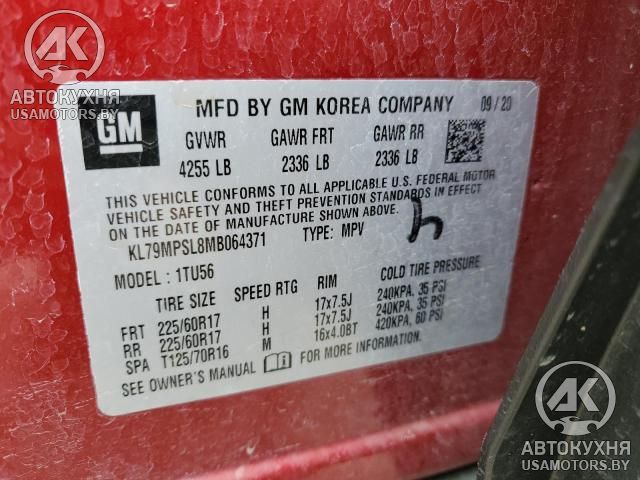 AK
АВТОКУХНЯ
USAMOTORS.BY
GM
MFD BY GM KOREA COMPANY 09/20
GVWR GAWR FRT GAWR RR
4255 LB 2336 LB 2336 LB
THIS VEHICLE CONFORMS TO ALL APPLICABLE U.S. FEDERAL MOTOR
VEHICLE SAFETY AND THEFT PREVENTION STANDARDS IN EFFECT
ON THE DATE OF MANUFACTURE SHOWN ABOVE.
KL79MPSL8MB064371 TYPE: MPV
4
MODEL: 1TU56
TIRE SIZE SPEED RTG RIM COLD TIRE PRESSURE
FRT 225/60R17 H 17x7.5J 240KPA, 35 PSI
RR 225/60R17 H 17x7.5J 240KPA, 35 PSI
SPA T125/70R16 M 16x4.0BT 420KPA, 60 PSI
SEE OWNER'S MANUAL FOR MORE INFORMATION.
AK
АВТОКУХНЯ
USAMOTORS.BY